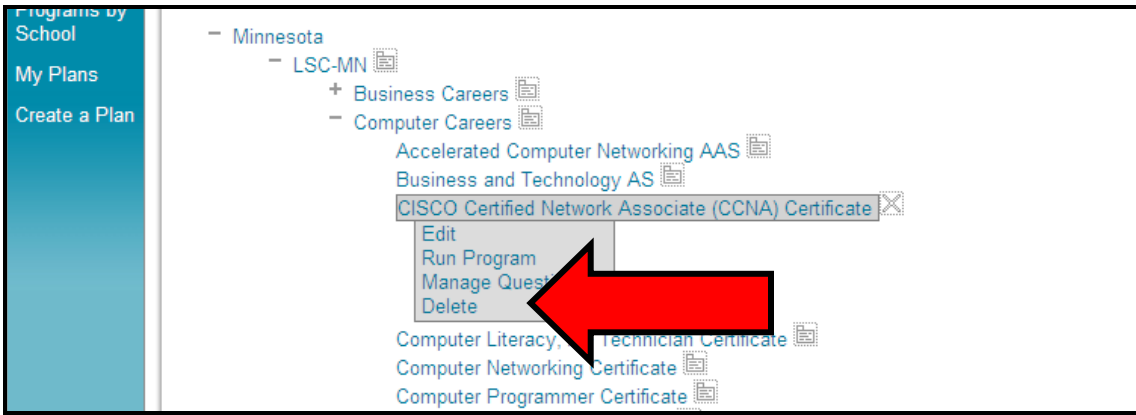 Programs by
School
My Plans
Create a Plan
Minnesota
LSC-MN
Business Careers
Computer Careers
Accelerated Computer Networking AAS
Business and Technology AS
CISCO Certified Network Associate (CCNA) Certificate
Edit
Run Program
Manage
Delete
Computer Literacy, Technician Certificate
Computer Networking Certificate
Computer Programmer Certificate